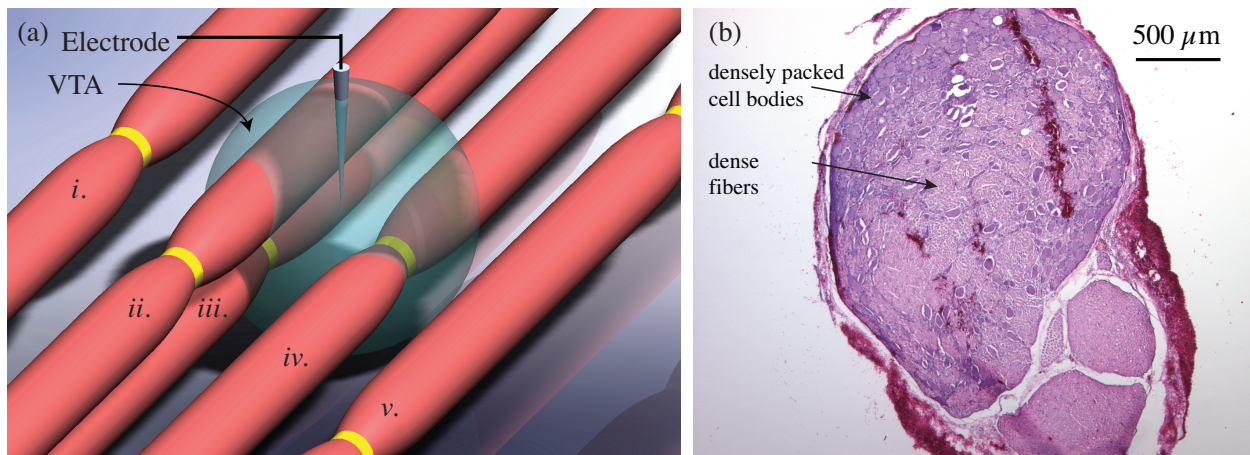 (a)
Electrode
VTA
i.
ii.
iii.
iv.
v.
(b)
500 µm
densely packed
cell bodies
dense
fibers